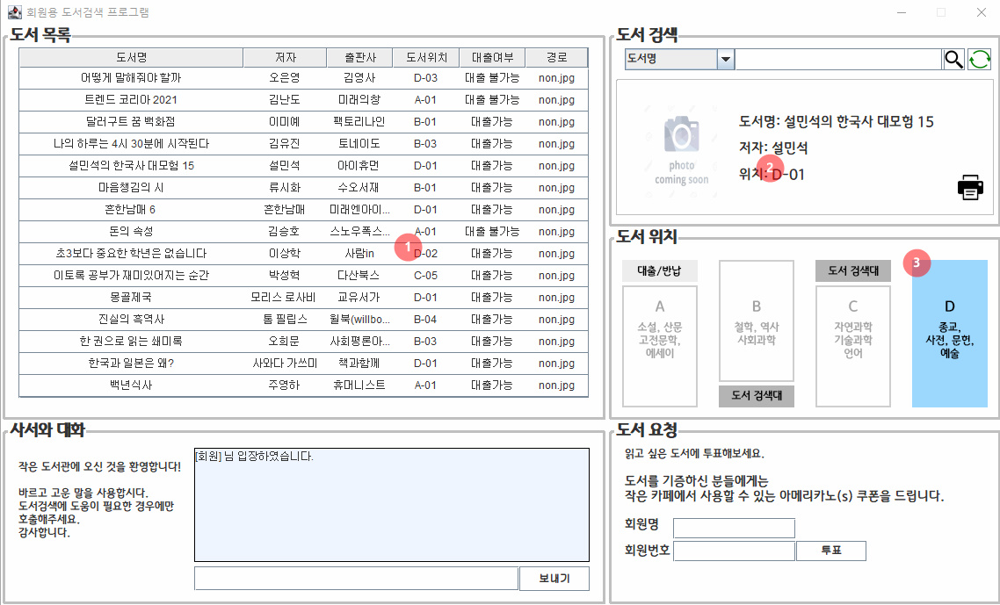 회원용 도서검색 프로그램
도서 목록
도서명 저자 출판사 도서위치 대출여부 경로
어떻게 말해줘야 할까 오은영 김영사 D-03 대출 불가능 non.jpg
트렌드 코리아 2021 김난도 미래의창 A-01 대출 불가능 non.jpg
달러구트 꿈 백화점 이미예 팩토리나인 B-01 대출가능 non.jpg
나의 하루는 4시 30분에 시작된다 김유진 토네이도 B-03 대출가능 non.jpg
설민석의 한국사 대모험 15 설민석 아이휴먼 D-01 대출가능 non.jpg
마음챙김의 시 류시화 수오서재 B-01 대출가능 non.jpg
흔한남매 6 흔한남매 미래엔아이... D-01 대출가능 non.jpg
돈의 속성 김승호 스노우폭스... A-01 대출 불가능 non.jpg
초3보다 중요한 학년은 없습니다 이상학 사람in D-02 대출가능 non.jpg
1
이토록 공부가 재미있어지는 순간 박성혁 다산북스 C-05 대출가능 non.jpg
몽골제국 모리스 로사비 교유서가 D-01 대출가능 non.jpg
진실의 흑역사 톰 필립스 윌북(willbo... B-04 대출가능 non.jpg
한 권으로 읽는 쇄미록 오희문 사회평론아... B-03 대출가능 non.jpg
한국과 일본은 왜? 사와다 가쓰미 책과함께 D-01 대출가능 non.jpg
백년식사 주영하 휴머니스트 A-01 대출가능 non.jpg
도서 검색
도서명
photo
coming soon
도서명: 설민석의 한국사 대모험 15
저자: 설민석
위치: D-01
2
도서 위치
대출/반납
A
소설, 산문
고전문학,
에세이
B
철학, 역사
사회과학
도서 검색대
도서 검색대
C
자연과학
기술과학
언어
3
D
종교,
사전, 문헌,
예술
사서와 대화
작은 도서관에 오신 것을 환영합니다!
바르고 고운 말을 사용합시다.
도서검색에 도움이 필요한 경우에만
호출해주세요.
감사합니다.
[회원] 님 입장하였습니다.
보내기
도서 요청
읽고 싶은 도서에 투표해보세요.
도서를 기증하신 분들에게는
작은 카페에서 사용할 수 있는 아메리카노(s) 쿠폰을 드립니다.
회원명
회원번호
투표